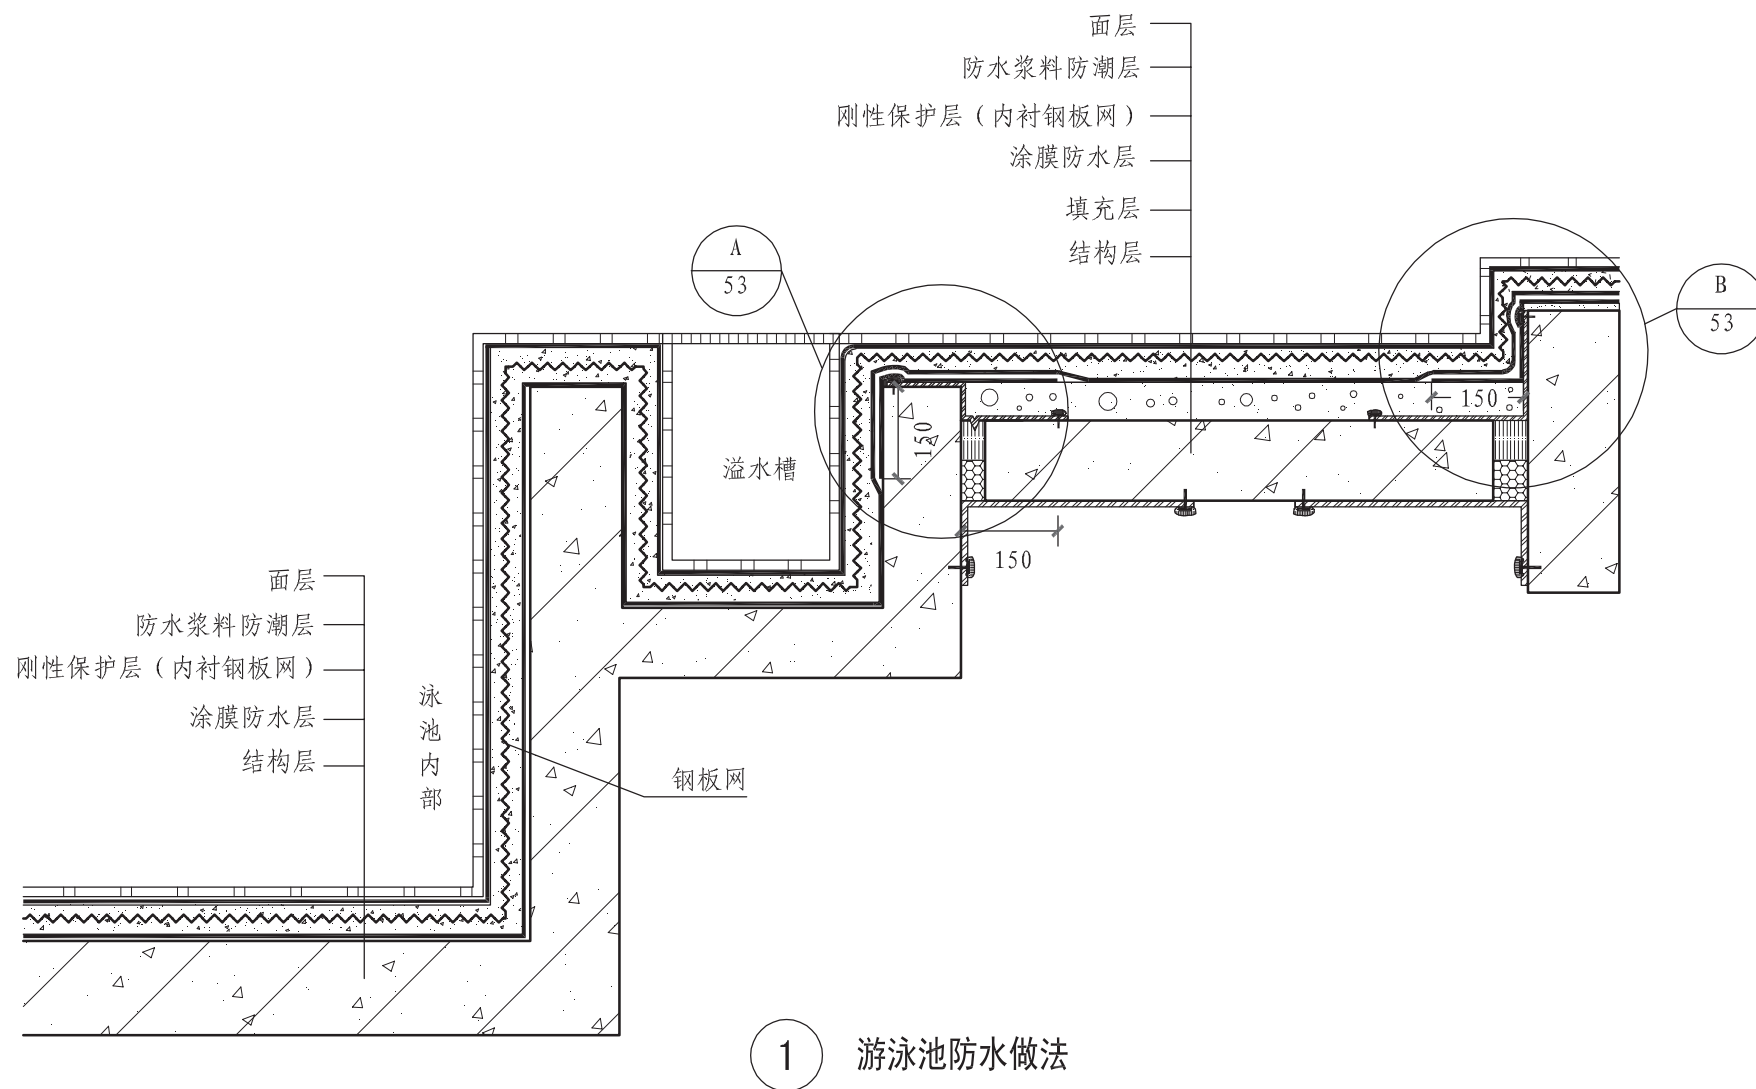 面层
防水浆料防潮层
刚性保护层（内衬钢板网）
涂膜防水层
填充层
结构层
A
53
B
53
150
150
溢水槽
150
面层
防水浆料防潮层
刚性保护层（内衬钢板网）
涂膜防水层
结构层
泳池内部
钢板网
1 游泳池防水做法